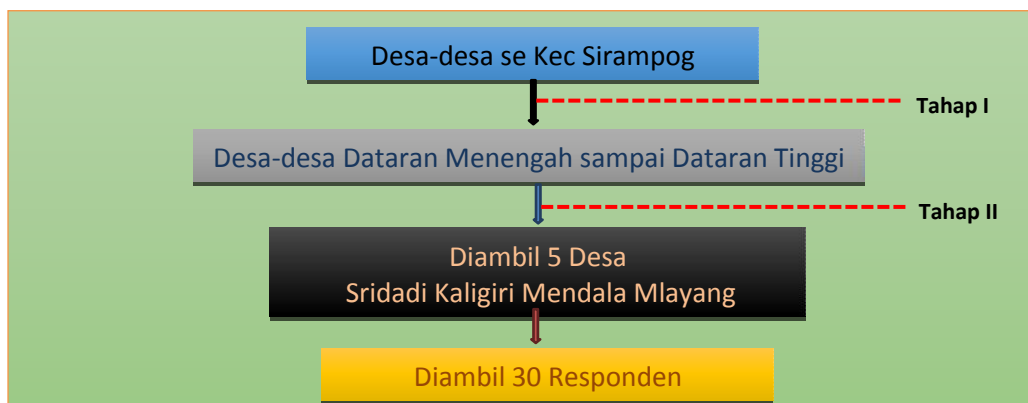 Desa-desa se Kec Sirampog
Tahap I
Desa-desa Dataran Menengah sampai Dataran Tinggi
Tahap II
Diambil 5 Desa
Sridadi Kaligiri Mendala Mlayang
Diambil 30 Responden